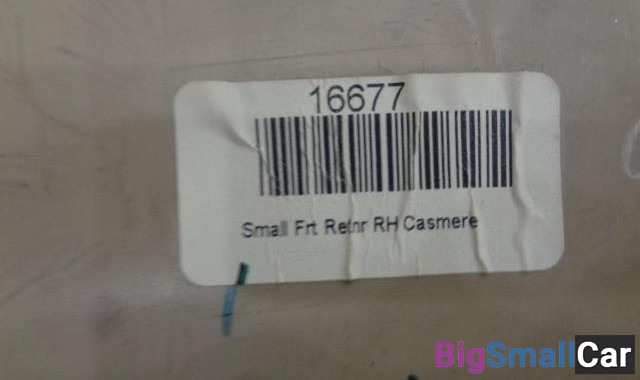 16677
Small Frt Retnr RH Casmere
BigSmallCar